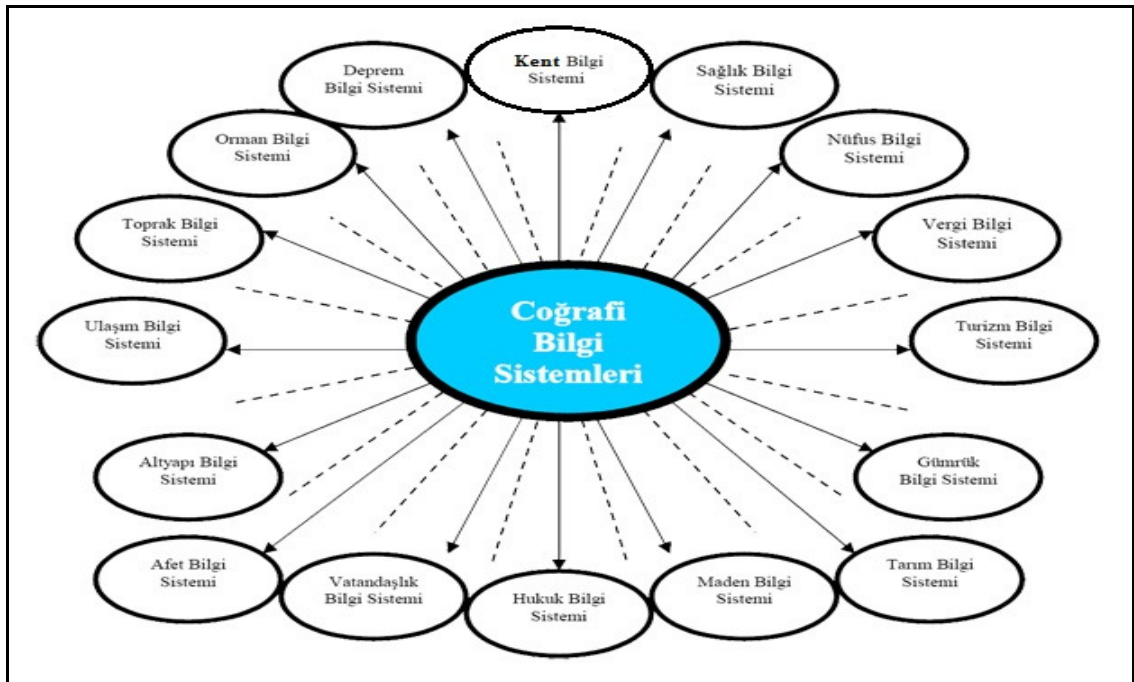 Kent Bilgi
Sistemi
Deprem
Bilgi Sistemi
Sağlık Bilgi
Sistemi
Orman Bilgi
Sistemi
Nüfus Bilgi
Sistemi
Toprak Bilgi
Sistemi
Vergi Bilgi
Sistemi
Coğrafi
Bilgi
Sistemleri
Ulaşım Bilgi
Sistemi
Turizm Bilgi
Sistemi
Altyapı Bilgi
Sistemi
Gümrük
Bilgi Sistemi
Afet Bilgi
Sistemi
Vatandaşlık
Bilgi Sistemi
Hukuk Bilgi
Sistemi
Maden Bilgi
Sistemi
Tarım Bilgi
Sistemi